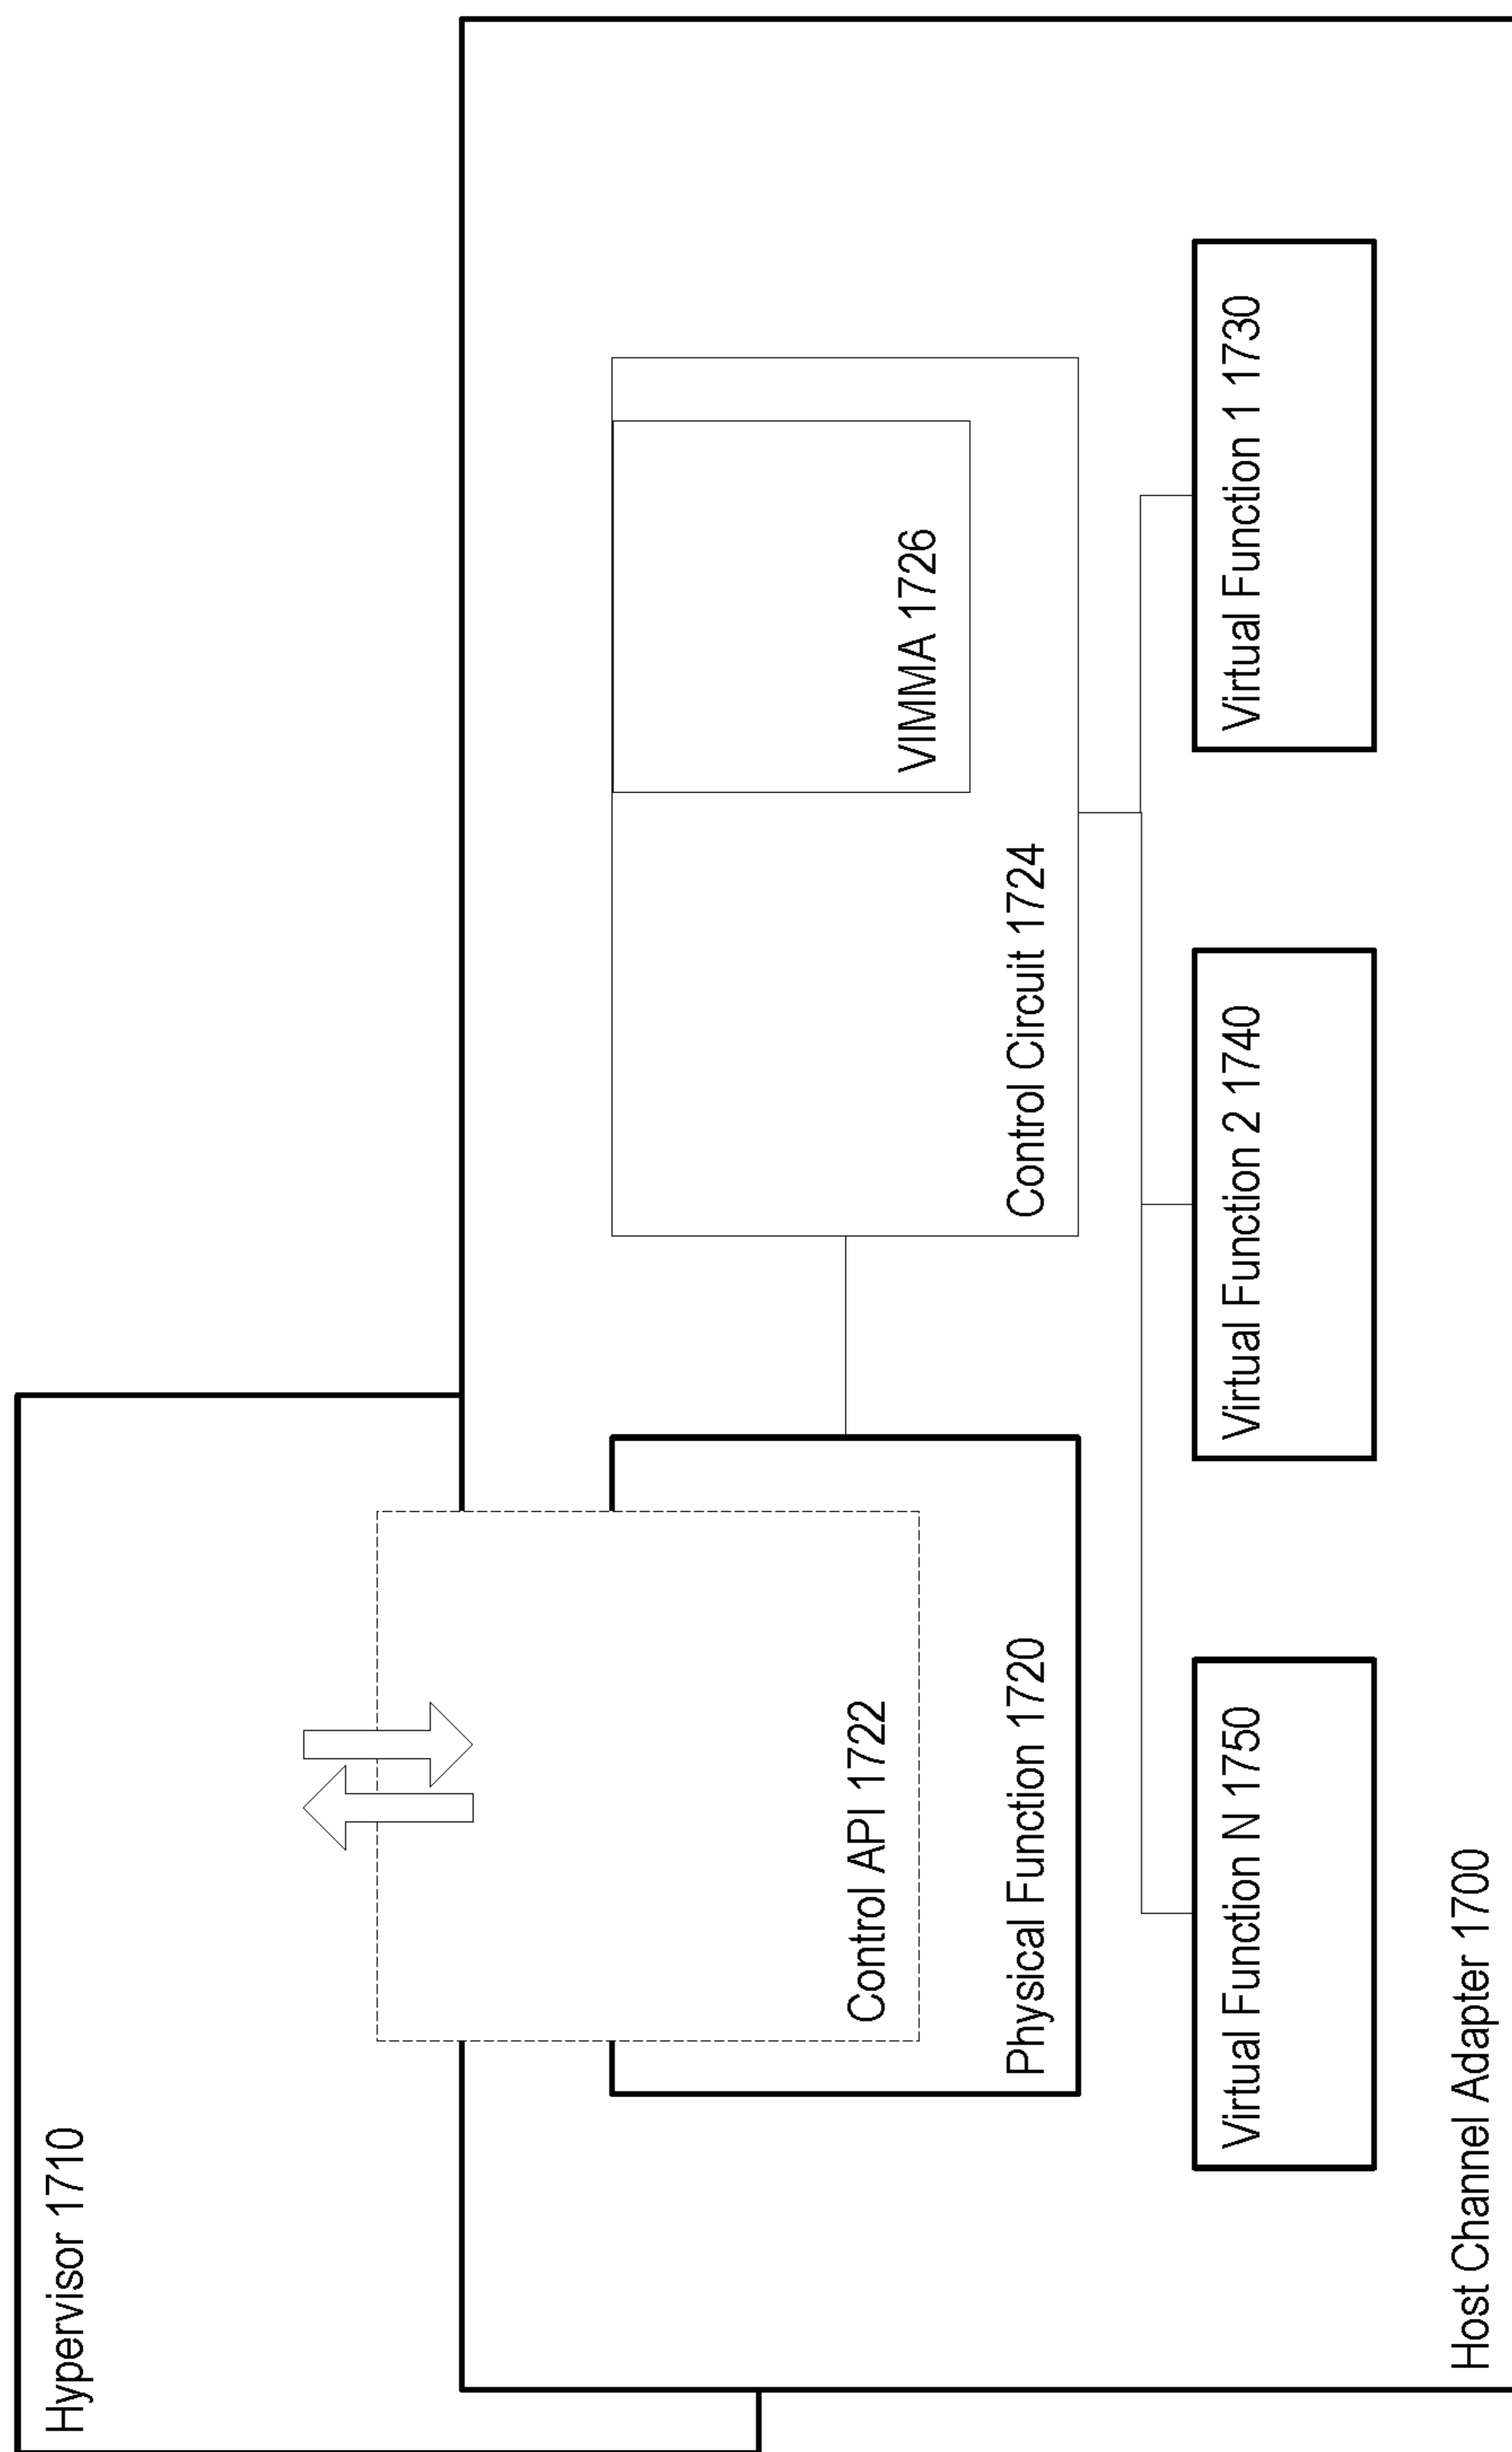 Hypervisor 1710
Control API 1722
VIMMA 1726
Physical Function 1720
Control Circuit 1724
Virtual Function N 1750
Virtual Function 2 1740
Virtual Function 1 1730
Host Channel Adapter 1700